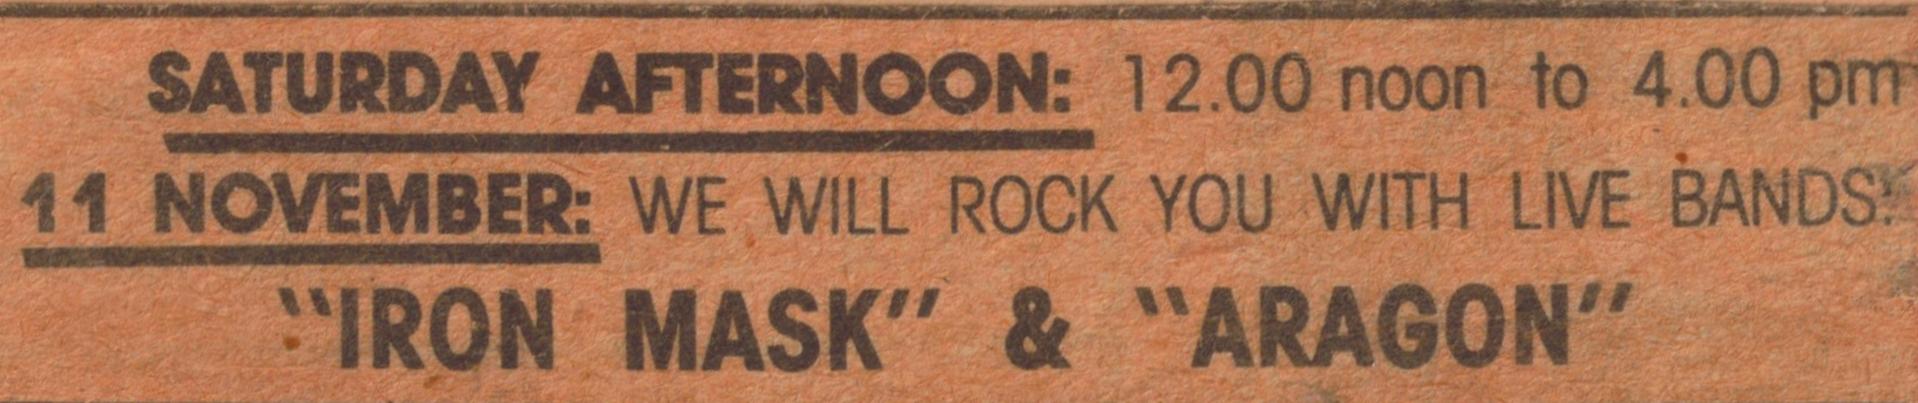 SATURDAY AFTERNOON: 12.00 noon to 4.00 pm
11 NOVEMBER: WE WILL ROCK YOU WITH LIVE BANDS:
"IRON MASK" & "ARAGON"